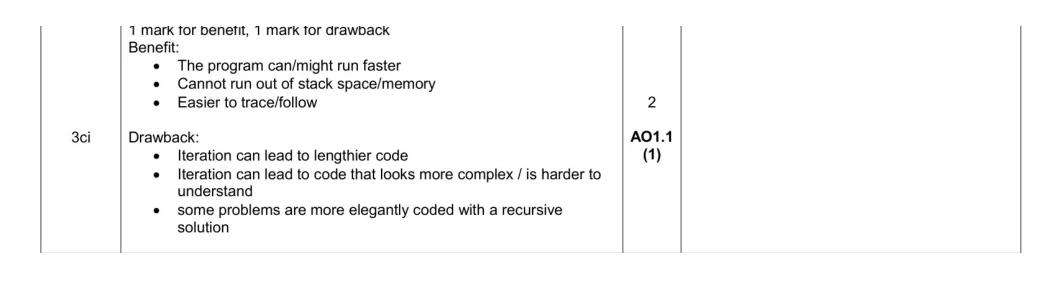 1 mark for benefit, 1 mark for drawback
Benefit:
• The program can/might run faster
• Cannot run out of stack space/memory
• Easier to trace/follow
2
3ci
Drawback:
AO1.1
• Iteration can lead to lengthier code
(1)
• Iteration can lead to code that looks more complex / is harder to
understand
• some problems are more elegantly coded with a recursive
solution